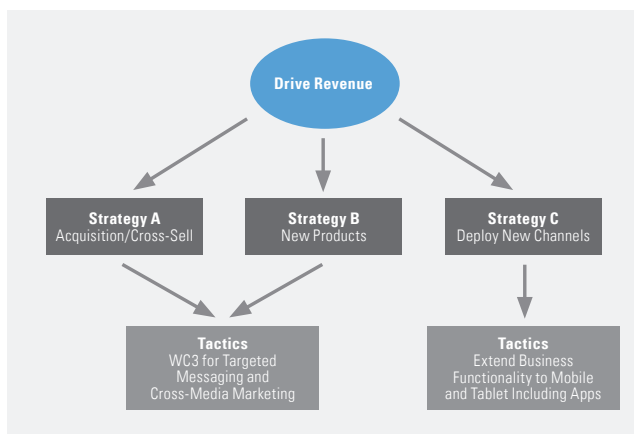 Drive Revenue
Strategy A
Acquisition/Cross-Sell
Strategy B
New Products
Strategy C
Deploy New Channels
Tactics
WC3 for Targeted
Messaging and
Cross-Media Marketing
Tactics
Extend Business
Functionality to Mobile
and Tablet Including Apps